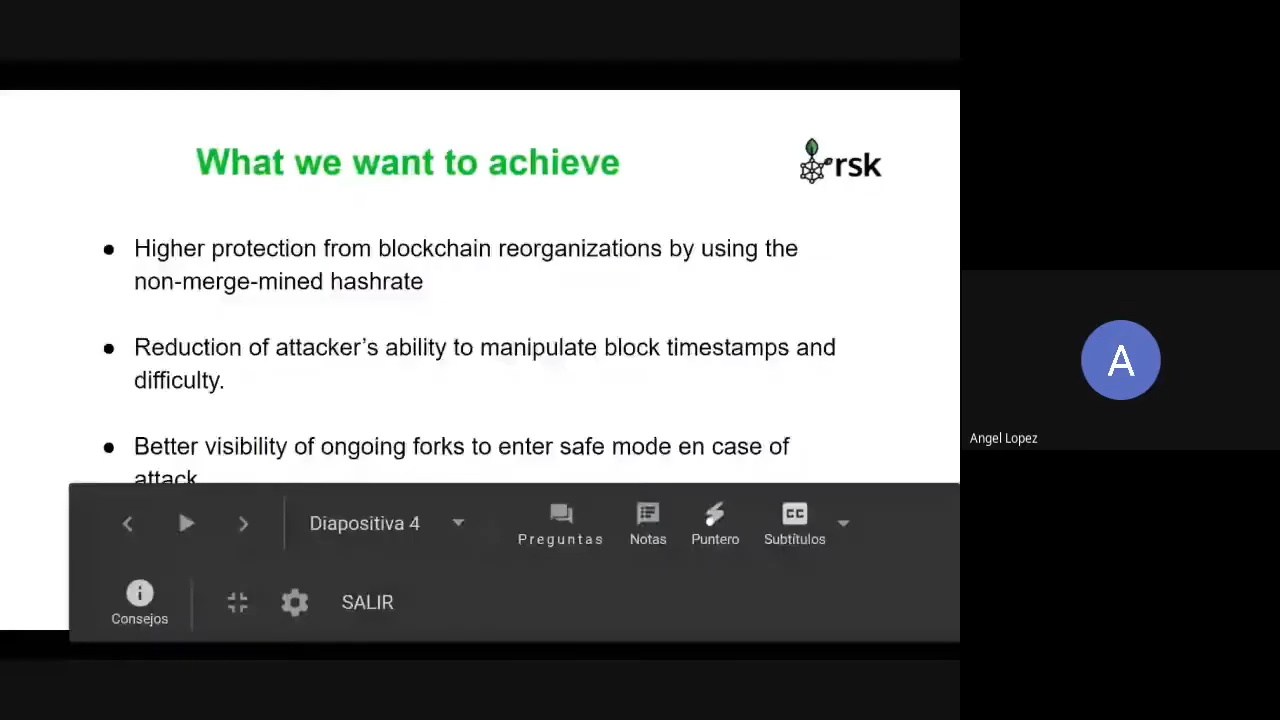 What we want to achieve
rsk
● Higher protection from blockchain reorganizations by using the
non-merge-mined hashrate
● Reduction of attacker's ability to manipulate block timestamps and
difficulty.
● Better visibility of ongoing forks to enter safe mode en case of
attack
Diapositiva 4
Preguntas
Notas
Puntero
CC
Subtítulos
i
Consejos
SALIR
A
Angel Lopez